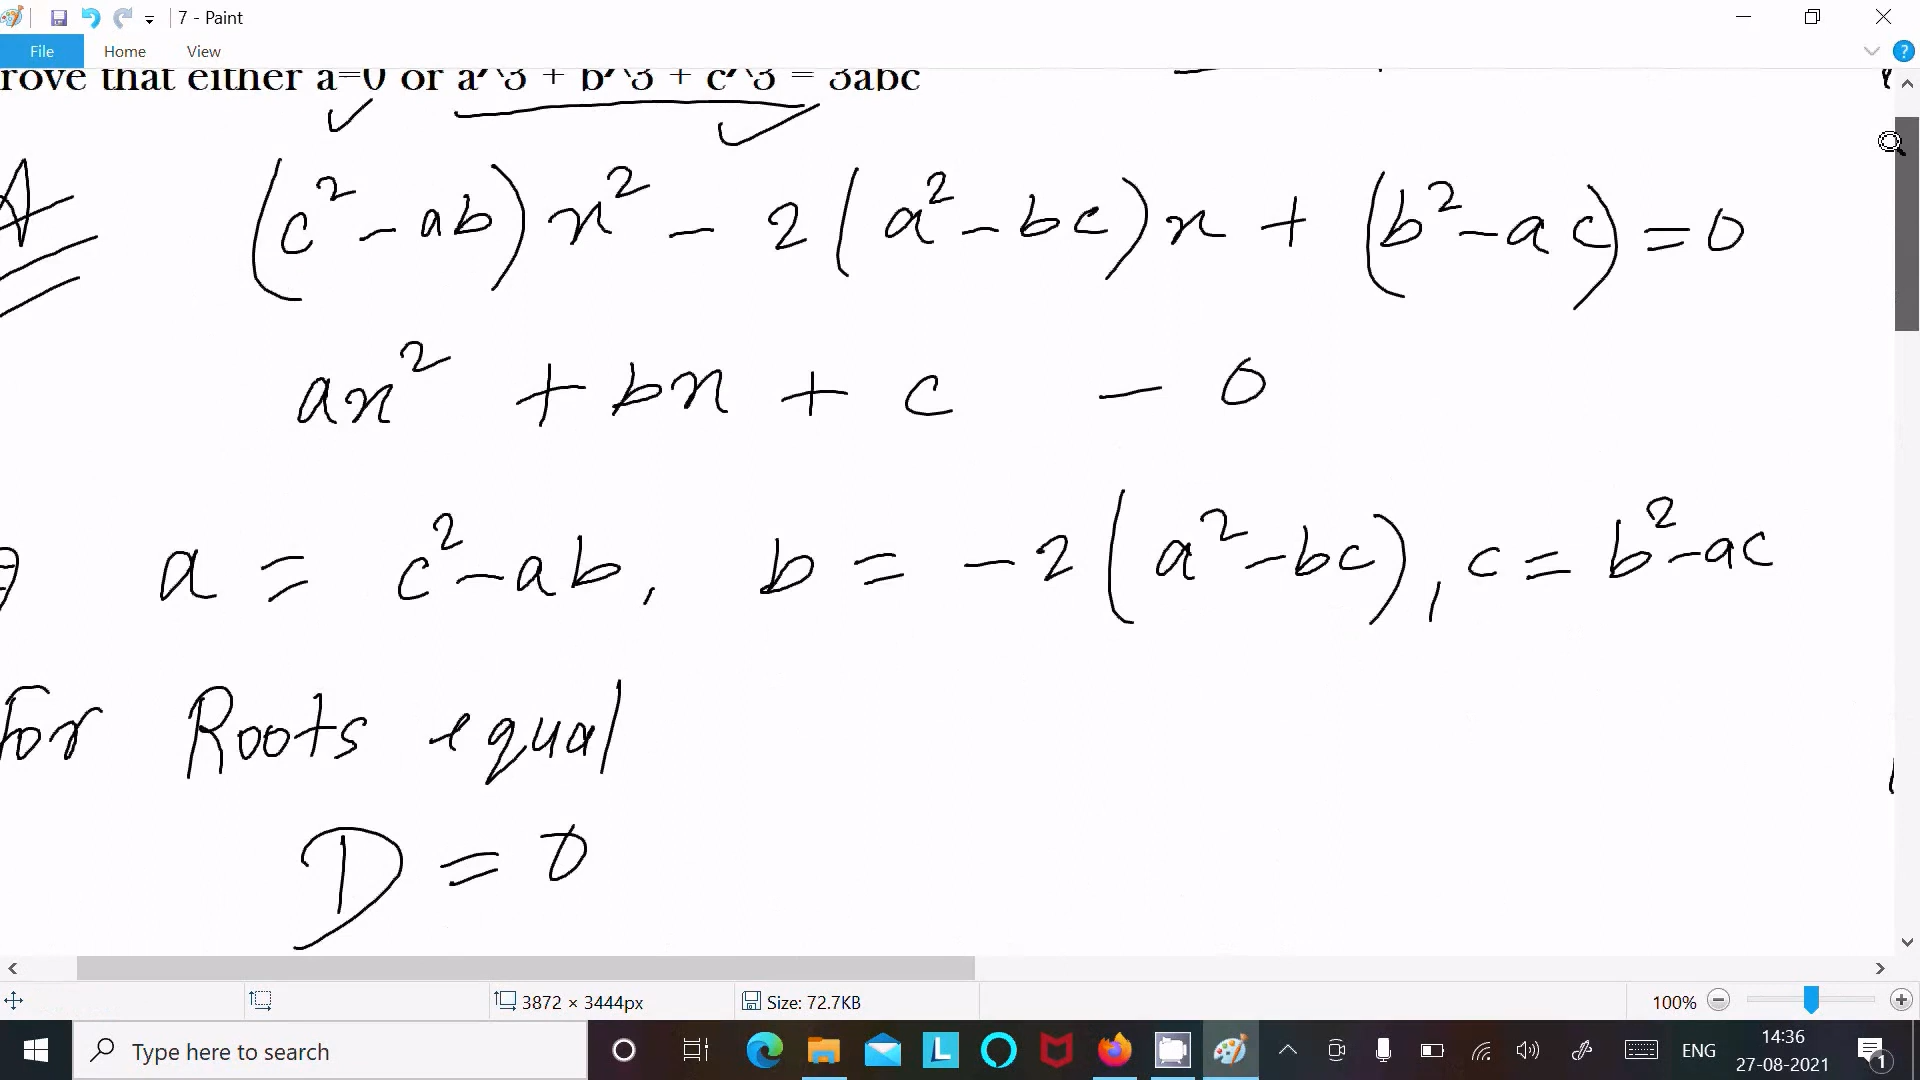 7 - Paint
File Home View
rove that either a=0 or a^3 + b^3 + c^3 = 3abc
A (c²-ab)x² - 2(a²-bc)x + (b²-ac)=0
ax² + bx + c - 0
a = c²-ab, b = -2(a²-bc), c = b²-ac
For Roots equal
D = 0
3872 × 3444px Size: 72.7KB 100%
Type here to search
L
ENG
14:36
27-08-2021
1